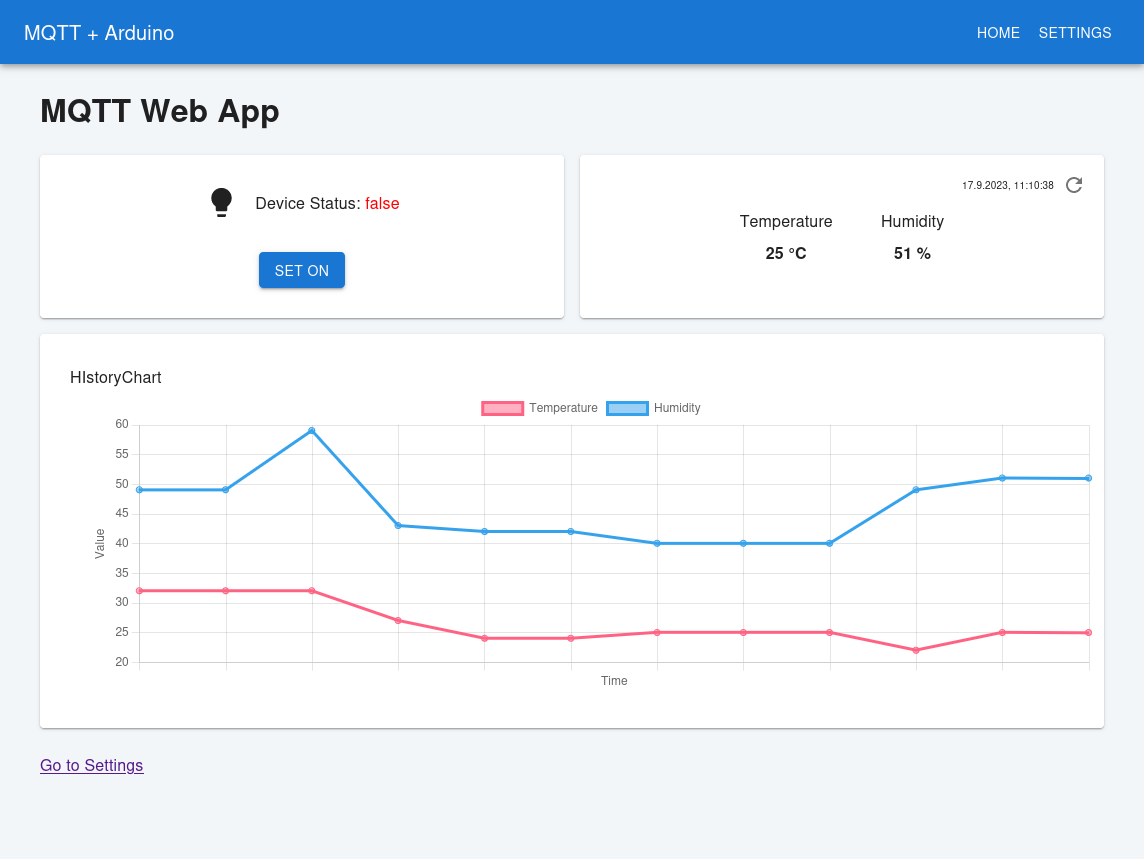 MQTT + Arduino
HOME SETTINGS
MQTT Web App
Device Status: false
SET ON
17.9.2023, 11:10:38
Temperature Humidity
25 °C 51 %
HIstoryChart
Temperature Humidity
60
55
50
45
40
35
30
25
20
Value
Time
Go to Settings